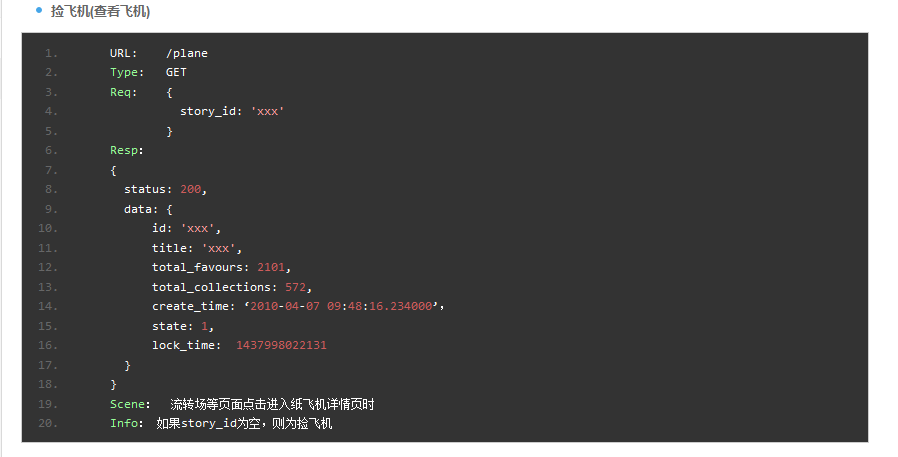 捡飞机(查看飞机)
1. URL: /plane
2. Type: GET
3. Req: {
4. story_id: 'xxx'
5. }
6. Resp:
7. {
8. status: 200,
9. data: {
10. id: 'xxx',
11. title: 'xxx',
12. total_favours: 2101,
13. total_collections: 572,
14. create_time: ‘2010-04-07 09:48:16.234000’,
15. state: 1,
16. lock_time: 1437998022131
17. }
18. }
19. Scene: 流转场等页面点击进入纸飞机详情页时
20. Info: 如果story_id为空，则为捡飞机